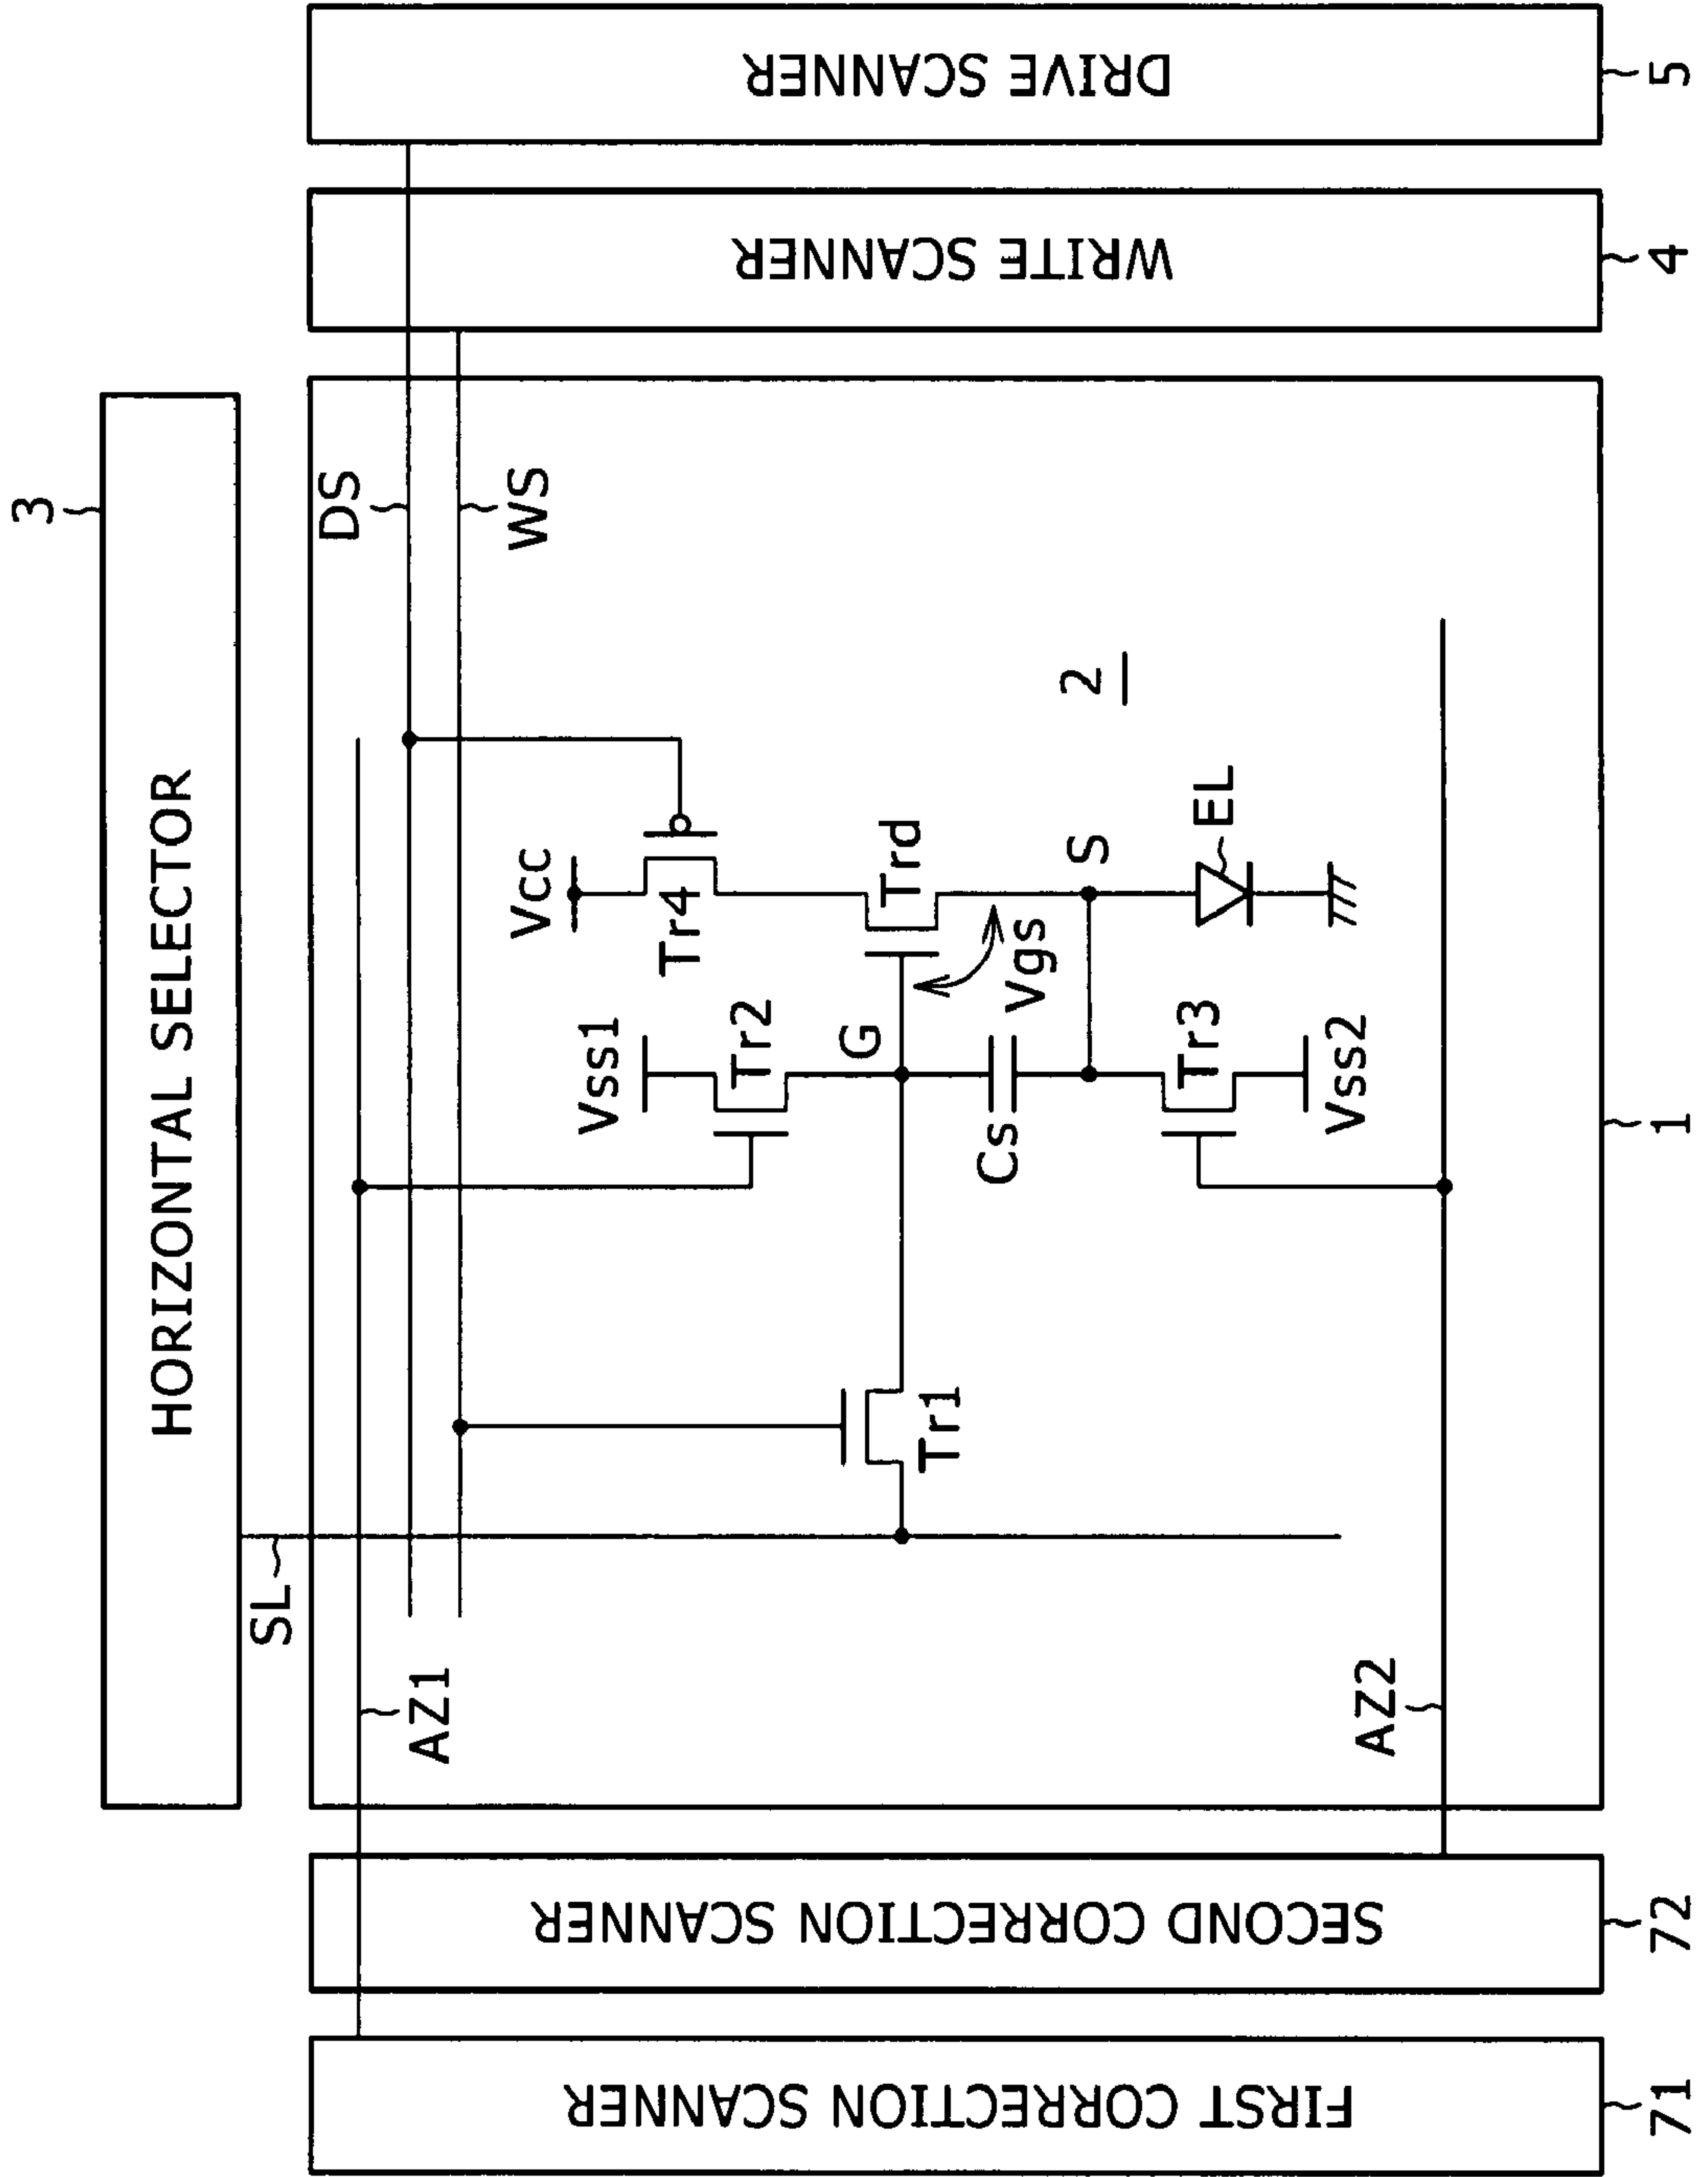 3
HORIZONTAL SELECTOR
SL
FIRST CORRECTION SCANNER
71
SECOND CORRECTION SCANNER
72
AZ1
AZ2
DS
WS
Vss1
Vcc
Tr2
Tr4
G
Trd
Tr1
Cs
Vgs
S
Tr3
EL
2
Vss2
1
WRITE SCANNER
4
DRIVE SCANNER
5